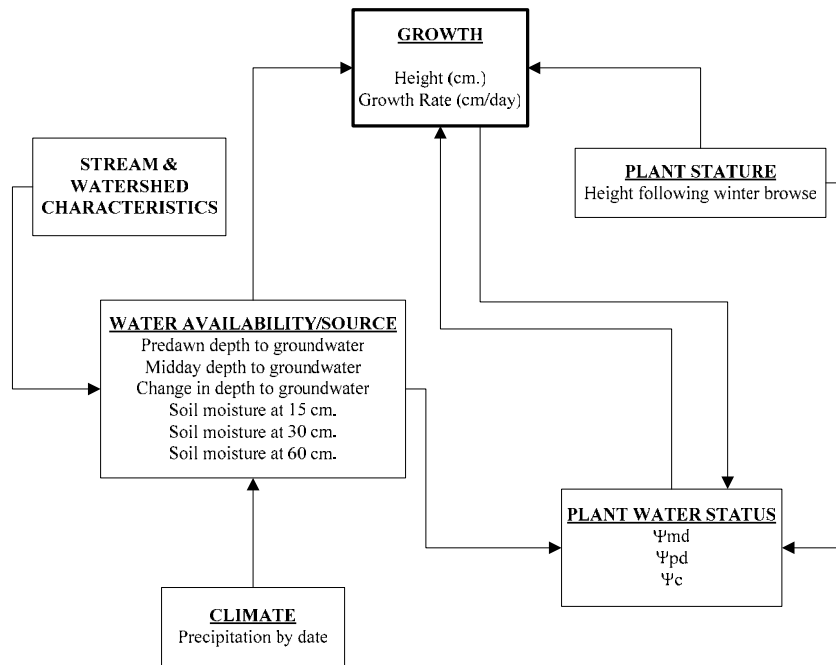 GROWTH
Height (cm.)
Growth Rate (cm/day)
STREAM &
WATERSHED
CHARACTERISTICS
PLANT STATURE
Height following winter browse
WATER AVAILABILITY/SOURCE
Predawn depth to groundwater
Midday depth to groundwater
Change in depth to groundwater
Soil moisture at 15 cm.
Soil moisture at 30 cm.
Soil moisture at 60 cm.
PLANT WATER STATUS
Ψmd
Ψpd
Ψc
CLIMATE
Precipitation by date